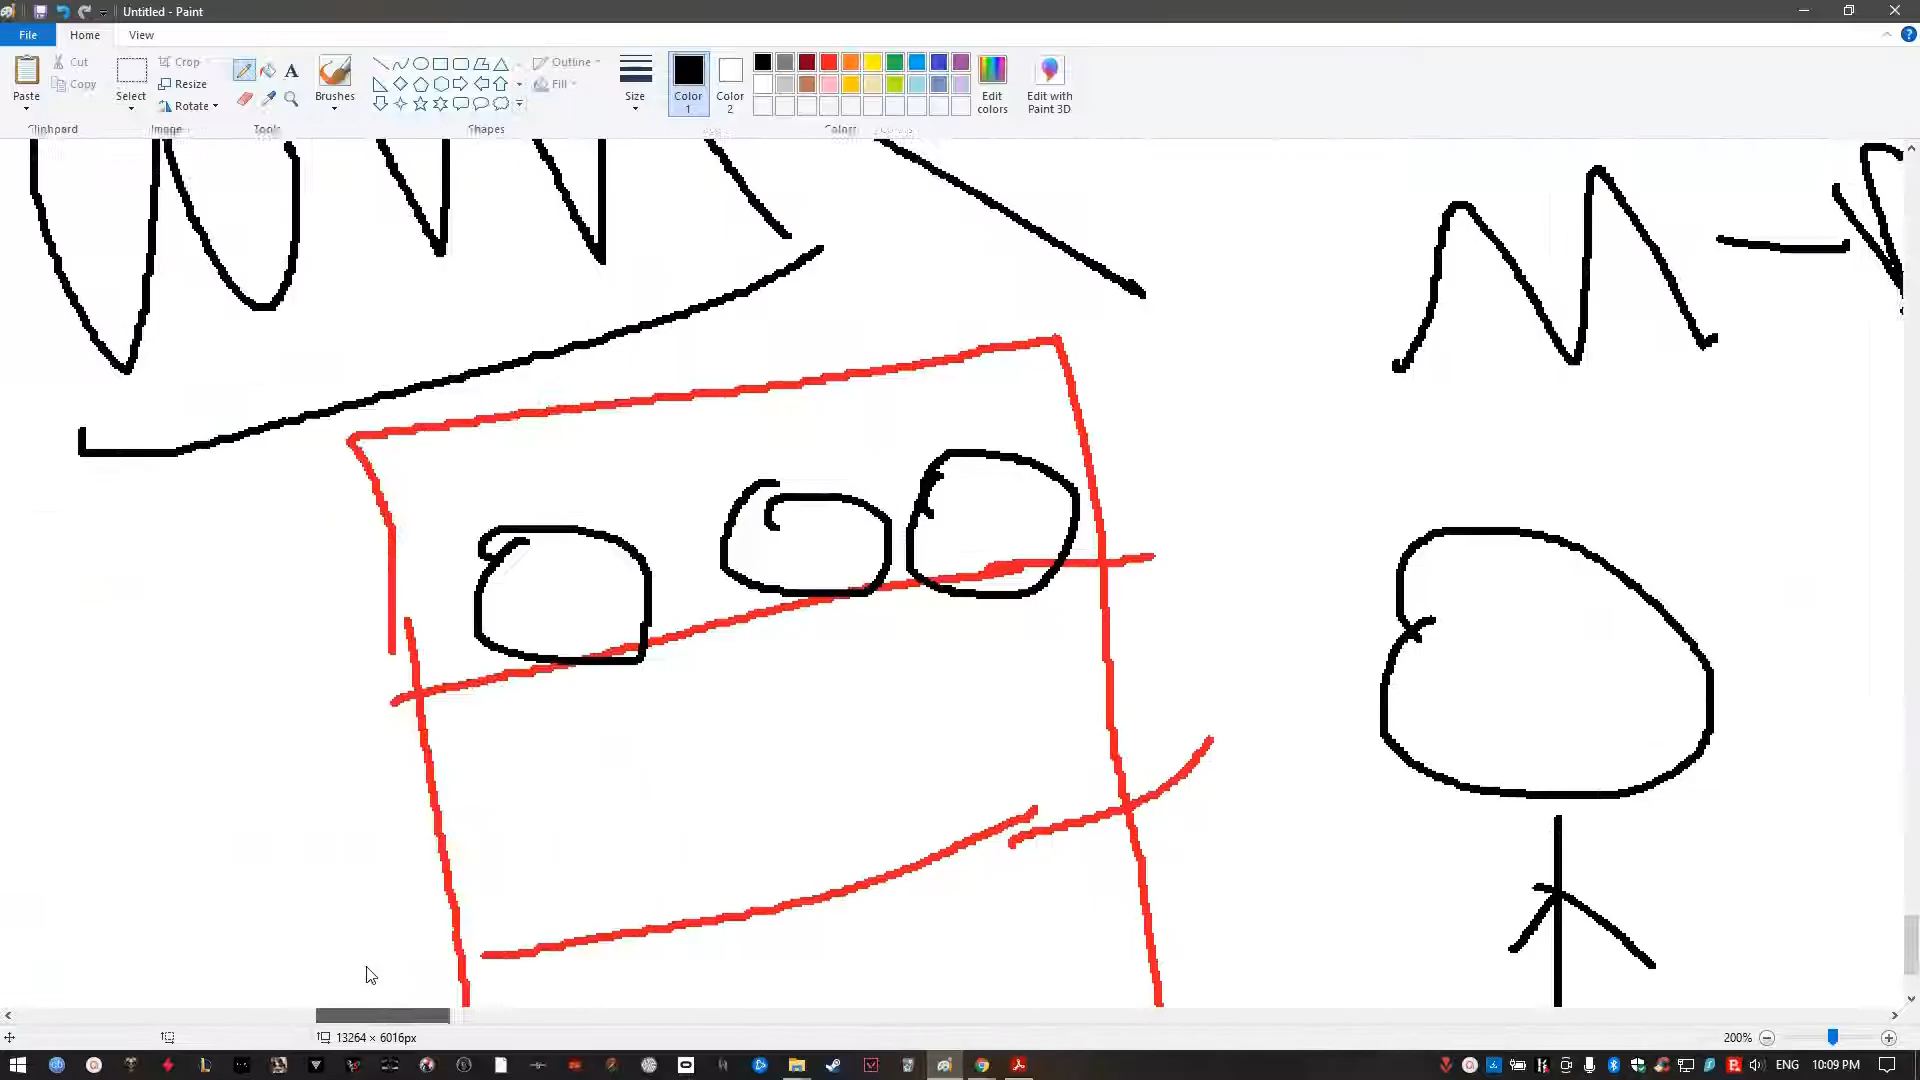 Untitled - Paint
File Home View
Paste
Cut
Copy
Clipboard
Select
Crop
Resize
Rotate
Image
A
Tools
Brushes
Shapes
Outline
Fill
Size
Color 1
Color 2
Edit colors
Colors
Edit with Paint 3D
13264 × 6016px
200%
ENG 10:09 PM